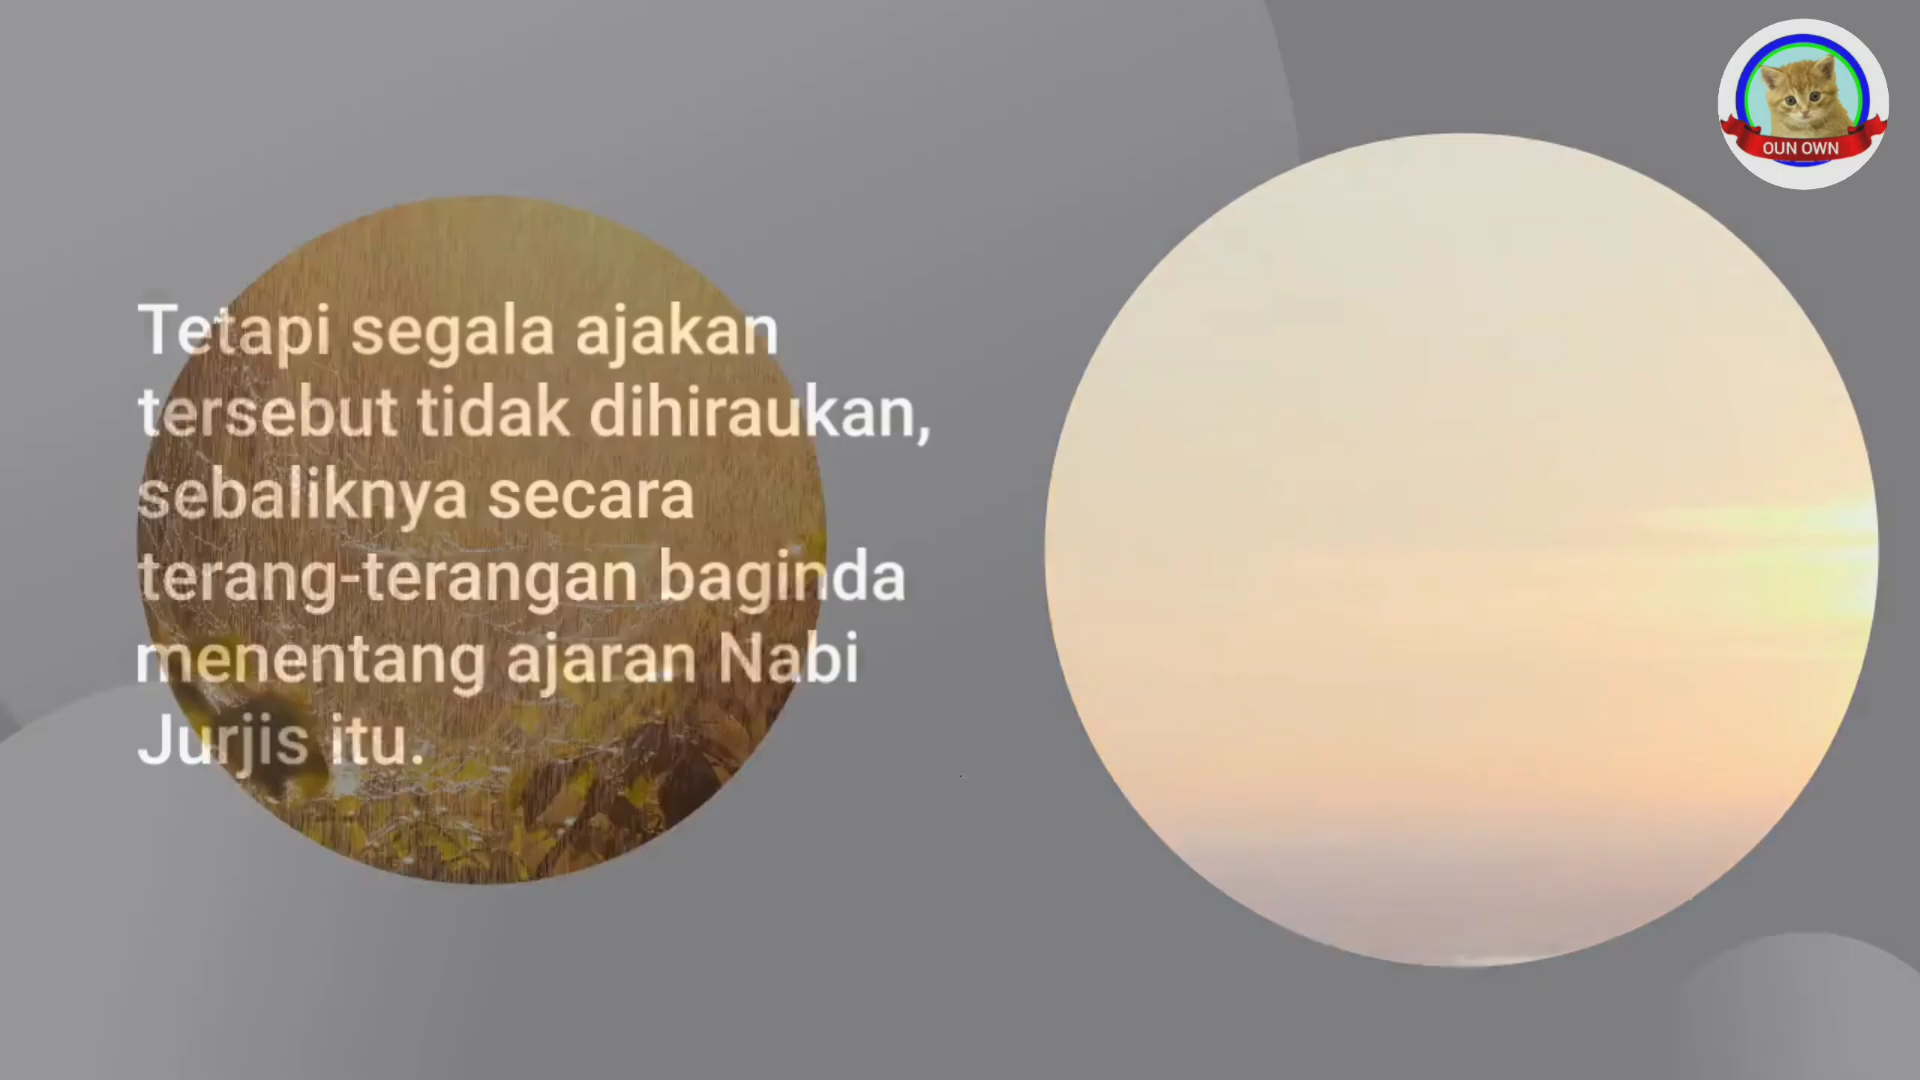 Tetapi segala ajakan
tersebut tidak dihiraukan,
sebaliknya secara
terang-terangan baginda
menentang ajaran Nabi
Jurjis itu.
OUN OWN